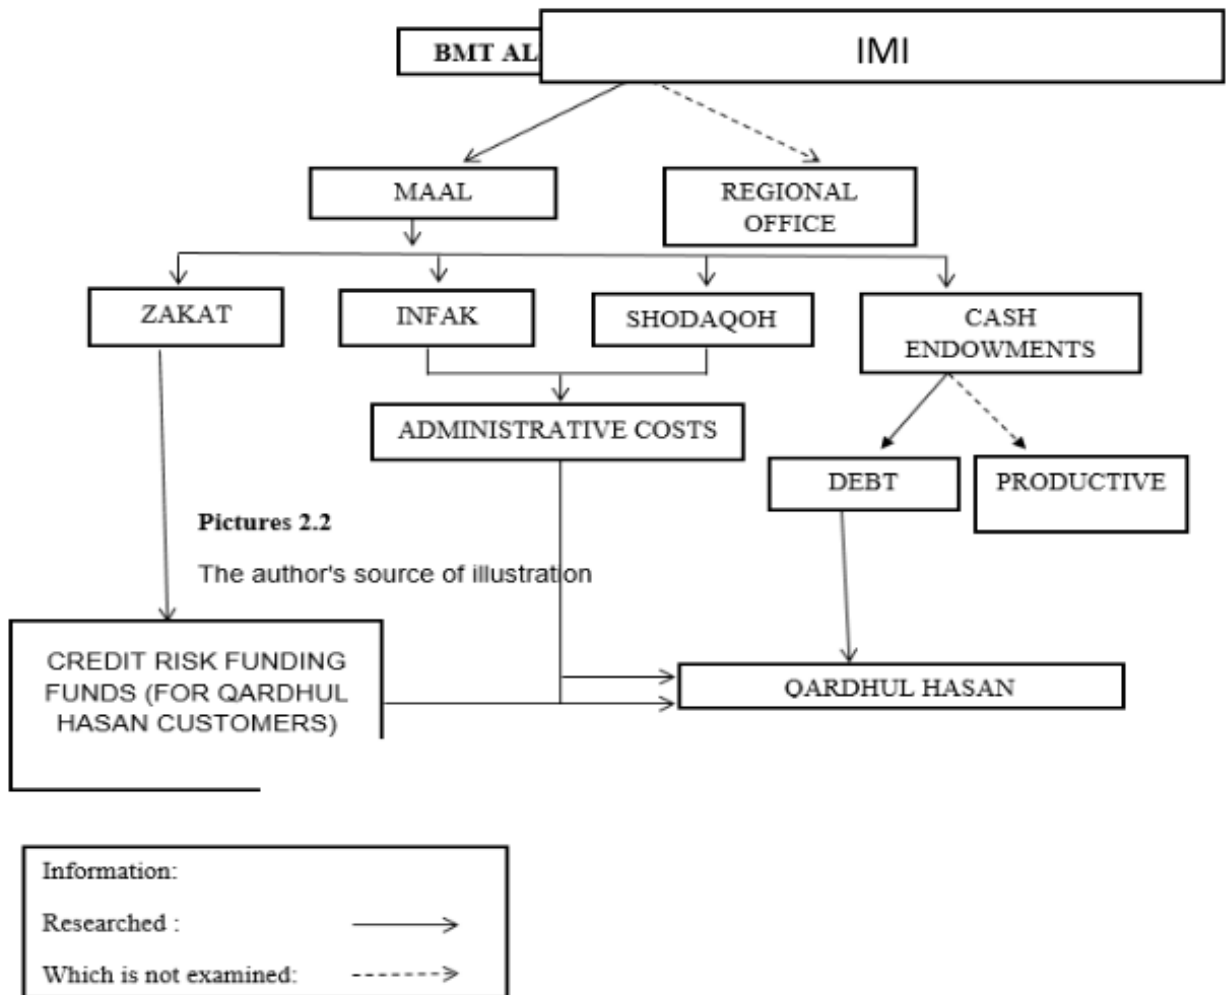 BMT AL
IMI
MAAL
REGIONAL
OFFICE
ZAKAT
INFAK
SHODAQOH
CASH
ENDOWMENTS
ADMINISTRATIVE COSTS
DEBT
PRODUCTIVE
Pictures 2.2
The author's source of illustration
CREDIT RISK FUNDING
FUNDS (FOR QARDHUL
HASAN CUSTOMERS)
QARDHUL HASAN
Information:
Researched :
Which is not examined: